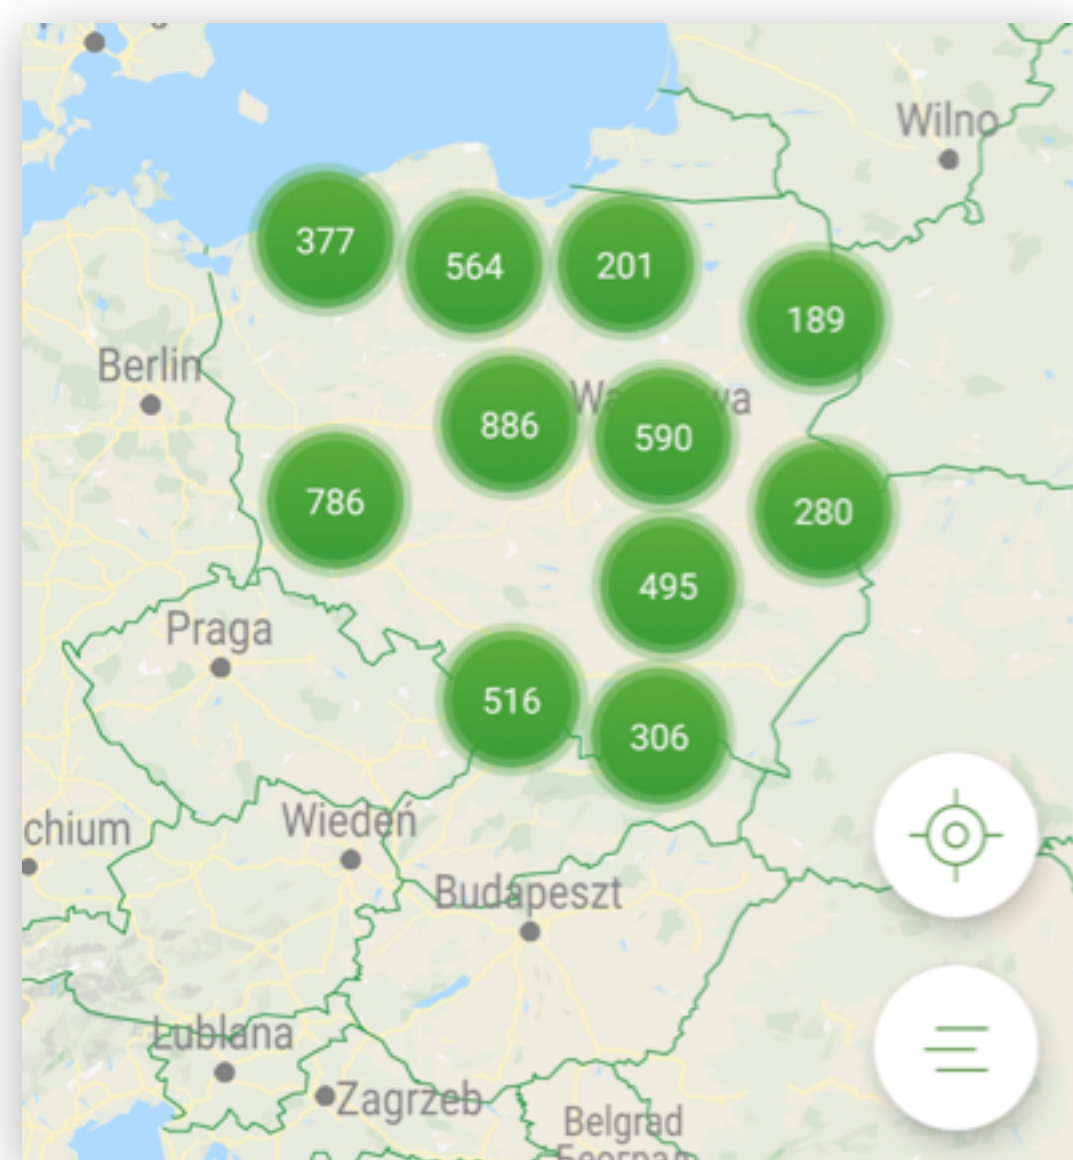 Wilno
377
564
201
189
Berlin
886
590
786
280
495
Praga
516
306
chium
Wiedeń
Budapeszt
Lublana
Zagrzeb
Belgrad